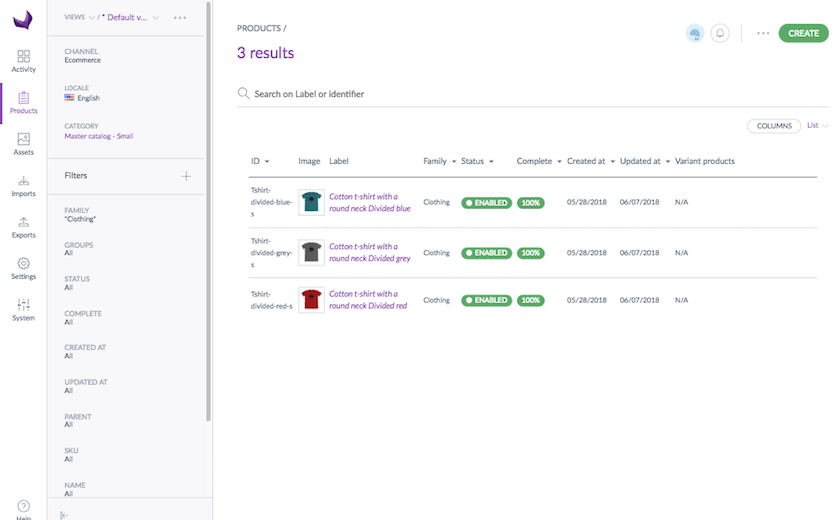 VIEWS / * Default v...
CHANNEL
Ecommerce
LOCALE
English
CATEGORY
Master catalog - Small
Filters
FAMILY
"Clothing"
GROUPS
All
STATUS
All
COMPLETE
All
CREATED AT
All
UPDATED AT
All
PARENT
All
SKU
All
NAME
All
Activity
Products
Assets
Imports
Exports
Settings
System
Help
PRODUCTS /
CREATE
3 results
Search on Label or identifier
COLUMNS List
ID Image Label Family Status Complete Created at Updated at Variant products
Tshirt-
divided-blue-
s
Cotton t-shirt with a
round neck Divided blue
Clothing ENABLED 100% 05/28/2018 06/07/2018 N/A
Tshirt-
divided-grey-
s
Cotton t-shirt with a
round neck Divided grey
Clothing ENABLED 100% 05/28/2018 06/07/2018 N/A
Tshirt-
divided-red-s
Cotton t-shirt with a
round neck Divided red
Clothing ENABLED 100% 05/28/2018 06/07/2018 N/A